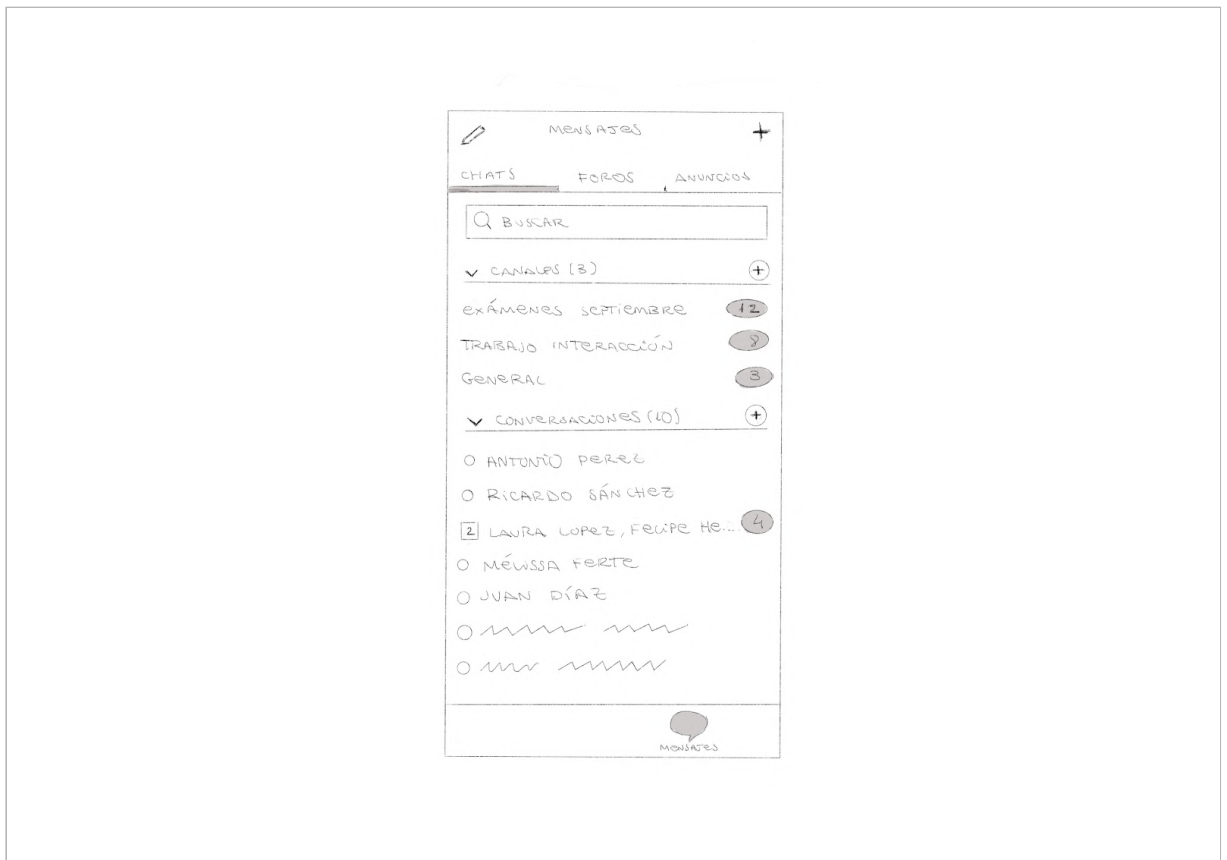 MENSAJES +
CHATS FOROS ANUNCIOS
BUSCAR
CANALES (3) +
EXÁMENES SEPTIEMBRE 12
TRABAJO INTERACCIÓN 8
GENERAL 3
CONVERSACIONES (10) +
ANTONIO PEREZ
RICARDO SÁNCHEZ
2 LAURA LOPEZ, FELIPE HE... 4
MÉLISSA FERTE
JUAN DÍAZ
MENSAJES